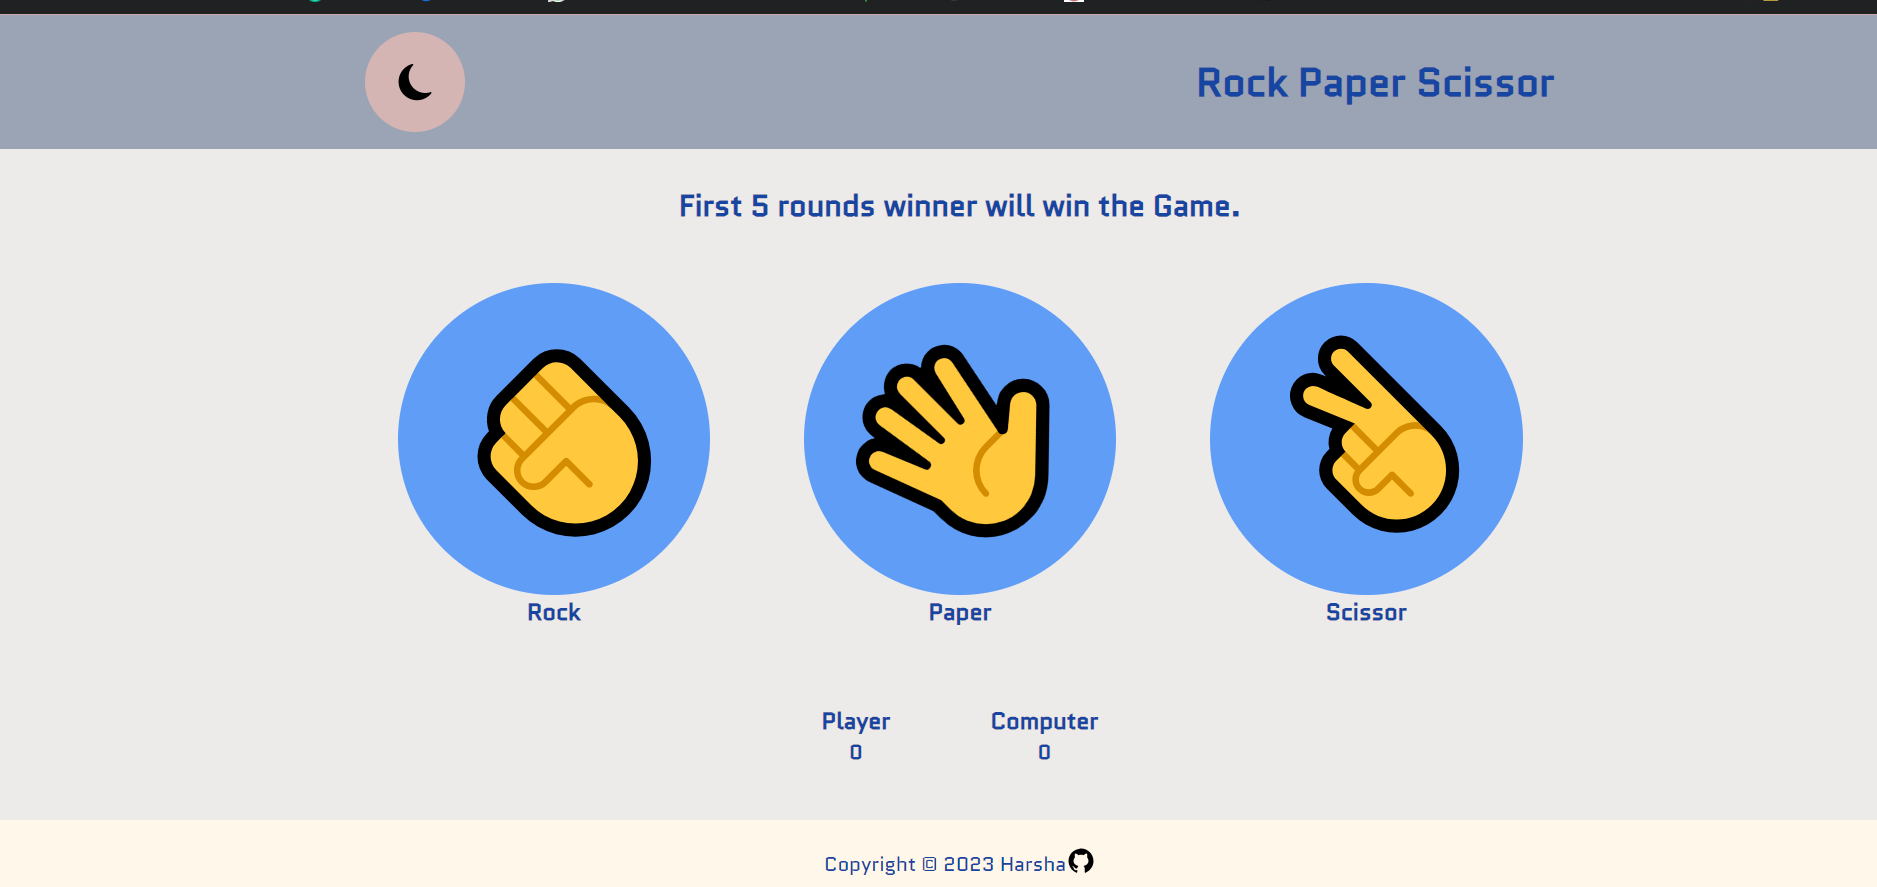 Rock Paper Scissor
First 5 rounds winner will win the Game.
Rock
Paper
Scissor
Player
Computer
0
0
Copyright © 2023 Harsha